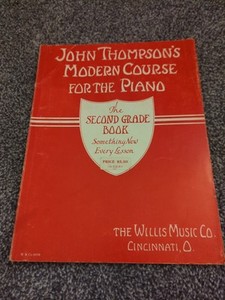 JOHN THOMPSON'S
MODERN COURSE
FOR THE PIANO
The
SECOND GRADE
BOOK
Something New
Every Lesson
THE WILLIS MUSIC CO.
CINCINNATI, O.